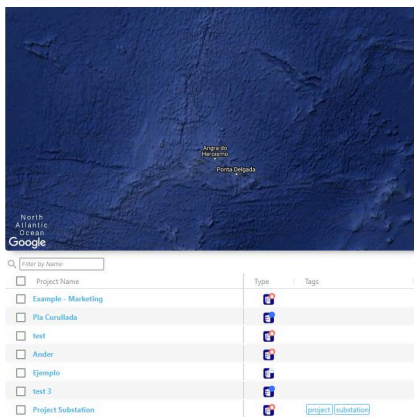 Angra do
Heroísmo
Ponta Delgada
North
Atlantic
Ocean
Google
Filter by Name
Project Name Type Tags
Example - Marketing
Pla Curullada
test
Ander
Ejemplo
test 3
Project Substation project substation